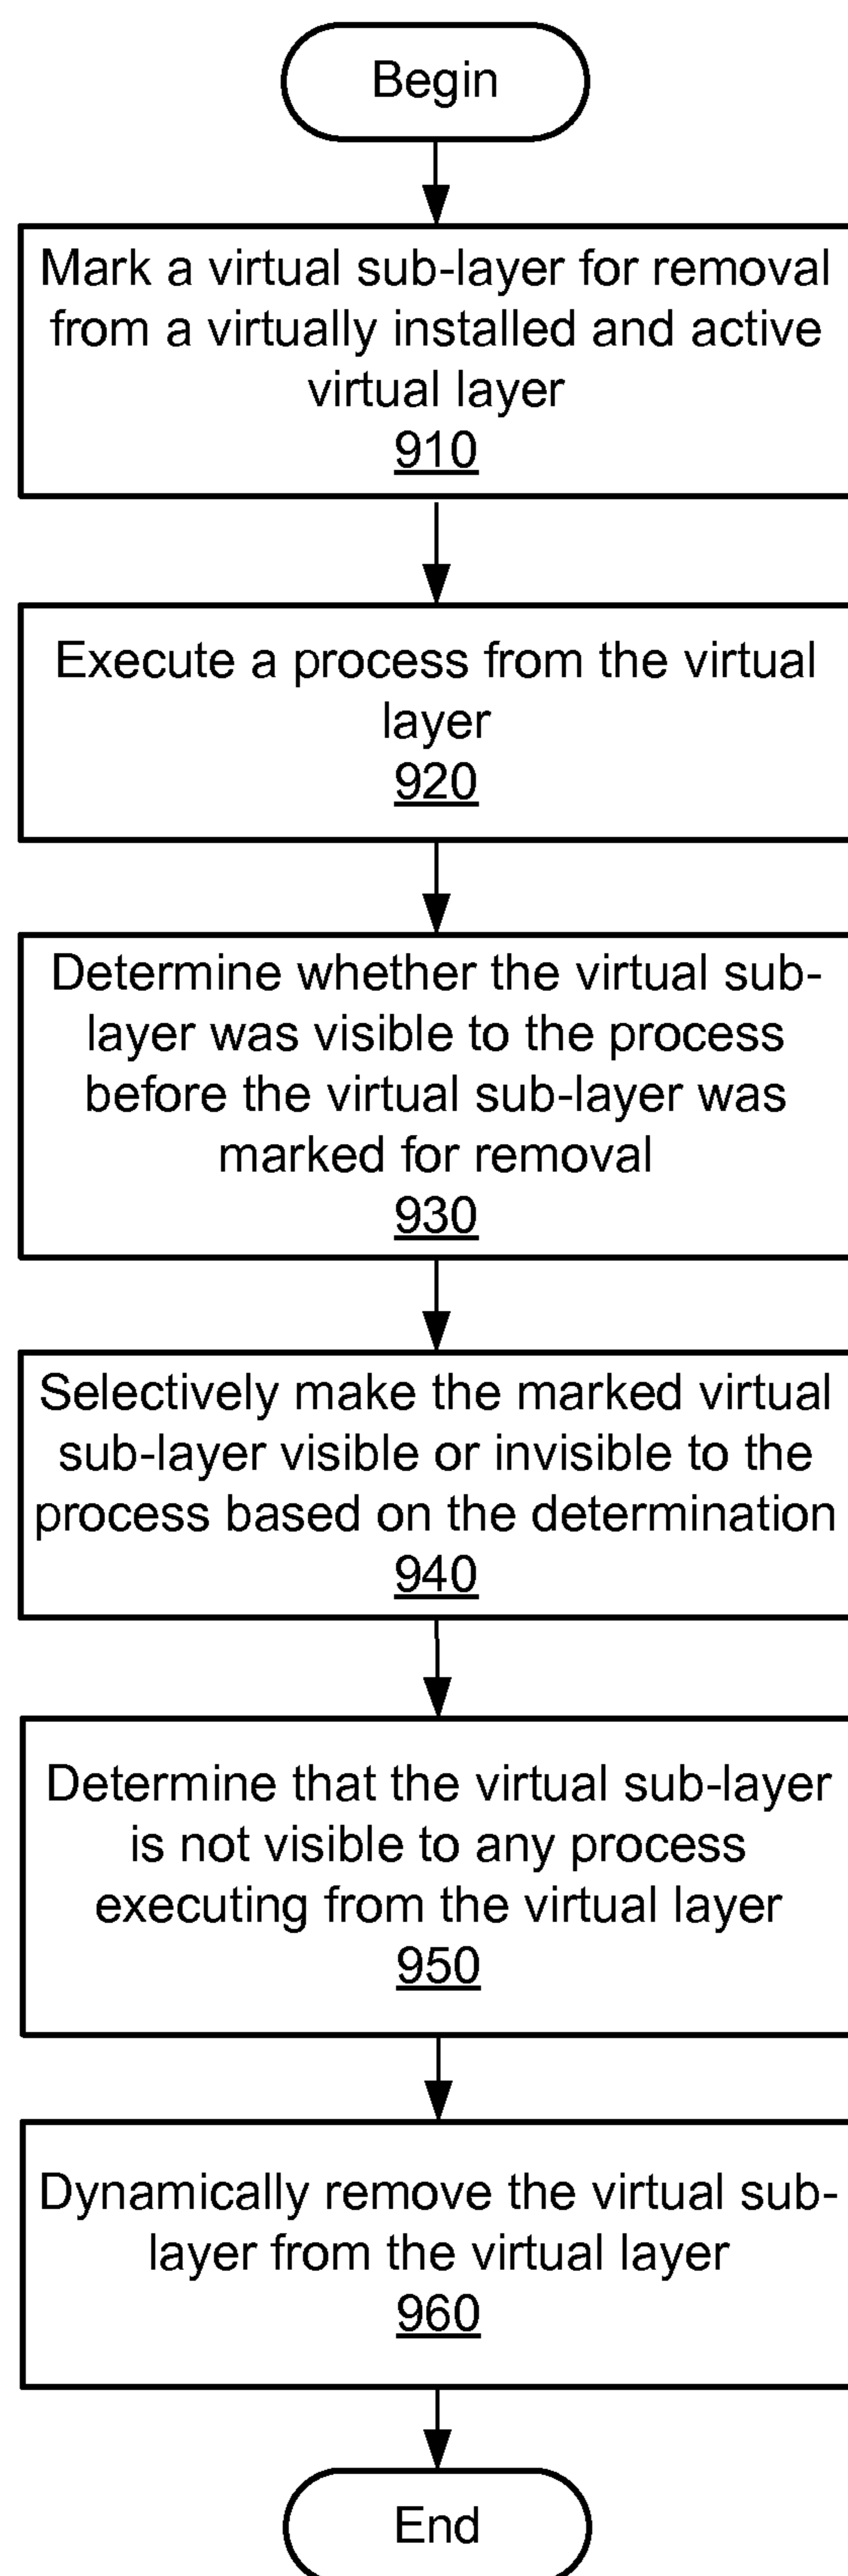 Begin
Mark a virtual sub-layer for removal
from a virtually installed and active
virtual layer
910
Execute a process from the virtual
layer
920
Determine whether the virtual sub-
layer was visible to the process
before the virtual sub-layer was
marked for removal
930
Selectively make the marked virtual
sub-layer visible or invisible to the
process based on the determination
940
Determine that the virtual sub-layer
is not visible to any process
executing from the virtual layer
950
Dynamically remove the virtual sub-
layer from the virtual layer
960
End